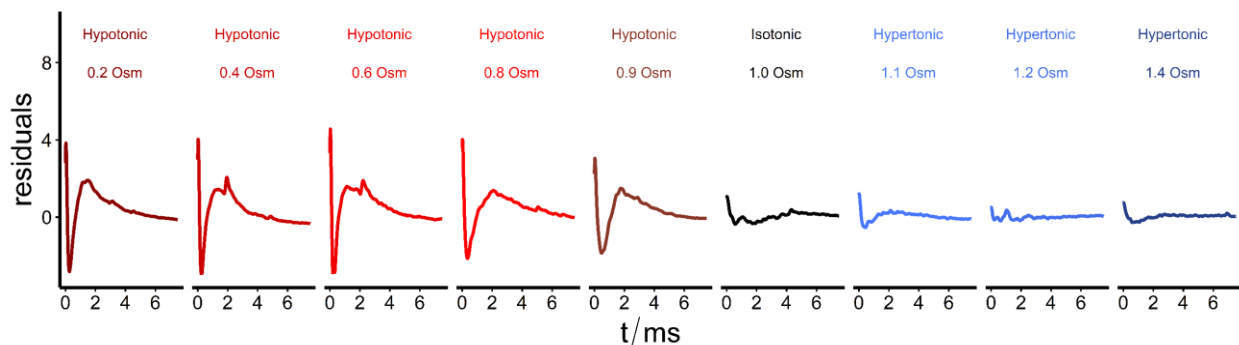 Hypotonic Hypotonic Hypotonic Hypotonic Hypotonic Isotonic Hypertonic Hypertonic Hypertonic
0.2 Osm 0.4 Osm 0.6 Osm 0.8 Osm 0.9 Osm 1.0 Osm 1.1 Osm 1.2 Osm 1.4 Osm
8
4
0
residuals
0 2 4 6 0 2 4 6 0 2 4 6 0 2 4 6 0 2 4 6 0 2 4 6 0 2 4 6 0 2 4 6 0 2 4 6
t/ms